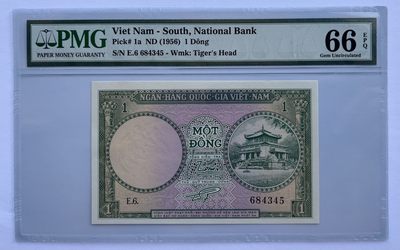 PMG
PAPER MONEY GUARANTY
Viet Nam - South, National Bank
Pick# 1a ND (1956) 1 Dông
S/N E.6 684345 - Wmk: Tiger's Head
66 EPQ
Gem Uncirculated
NGÂN-HÀNG QUỐC-GIA VIỆT-NAM
1
1
MỘT
ĐỒNG
E.6.
684345
1
1